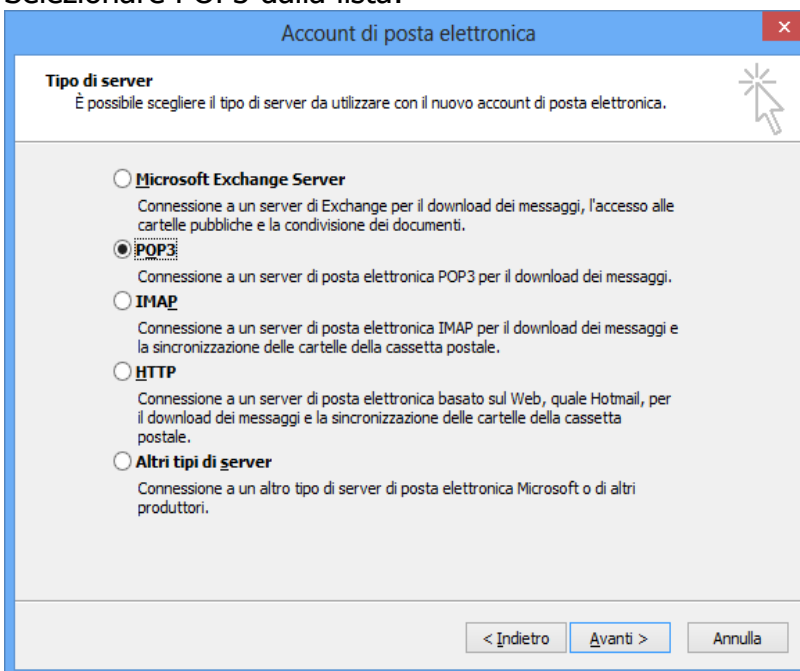 Selezionare POP3 dalla lista.
Account di posta elettronica
Tipo di server
È possibile scegliere il tipo di server da utilizzare con il nuovo account di posta elettronica.
Microsoft Exchange Server
Connessione a un server di Exchange per il download dei messaggi, l'accesso alle
cartelle pubbliche e la condivisione dei documenti.
POP3
Connessione a un server di posta elettronica POP3 per il download dei messaggi.
IMAP
Connessione a un server di posta elettronica IMAP per il download dei messaggi e
la sincronizzazione delle cartelle della cassetta postale.
HTTP
Connessione a un server di posta elettronica basato sul Web, quale Hotmail, per
il download dei messaggi e la sincronizzazione delle cartelle della cassetta
postale.
Altri tipi di server
Connessione a un altro tipo di server di posta elettronica Microsoft o di altri
produttori.
< Indietro Avanti > Annulla